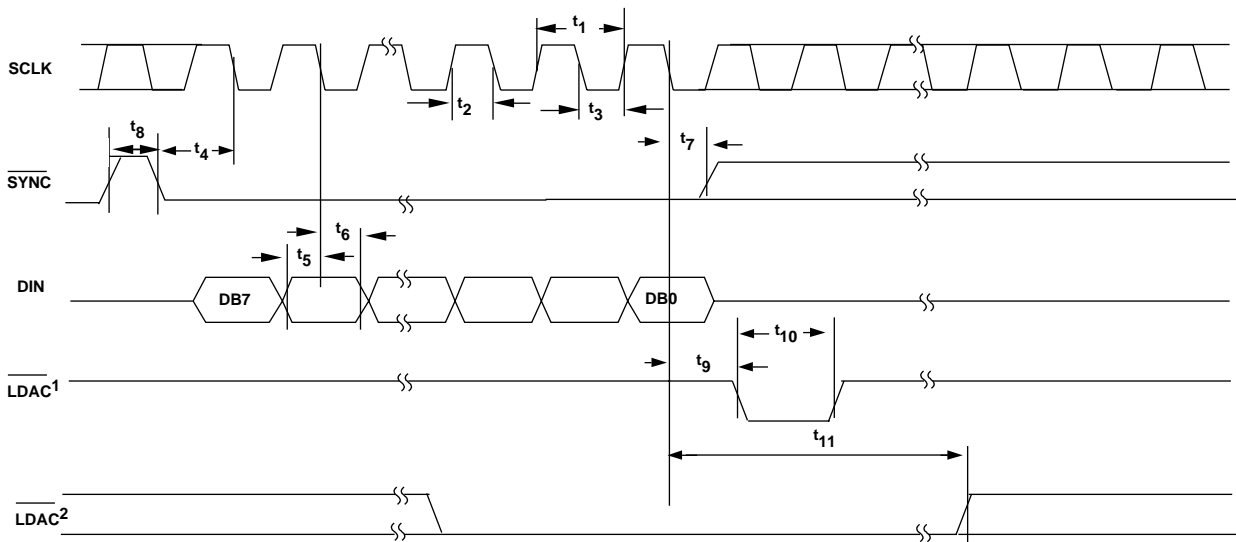 t1
SCLK
t2
t3
t8
t4
t7
SYNC
t6
t5
DIN
DB7
DB0
t10
t9
LDAC1
t11
LDAC2